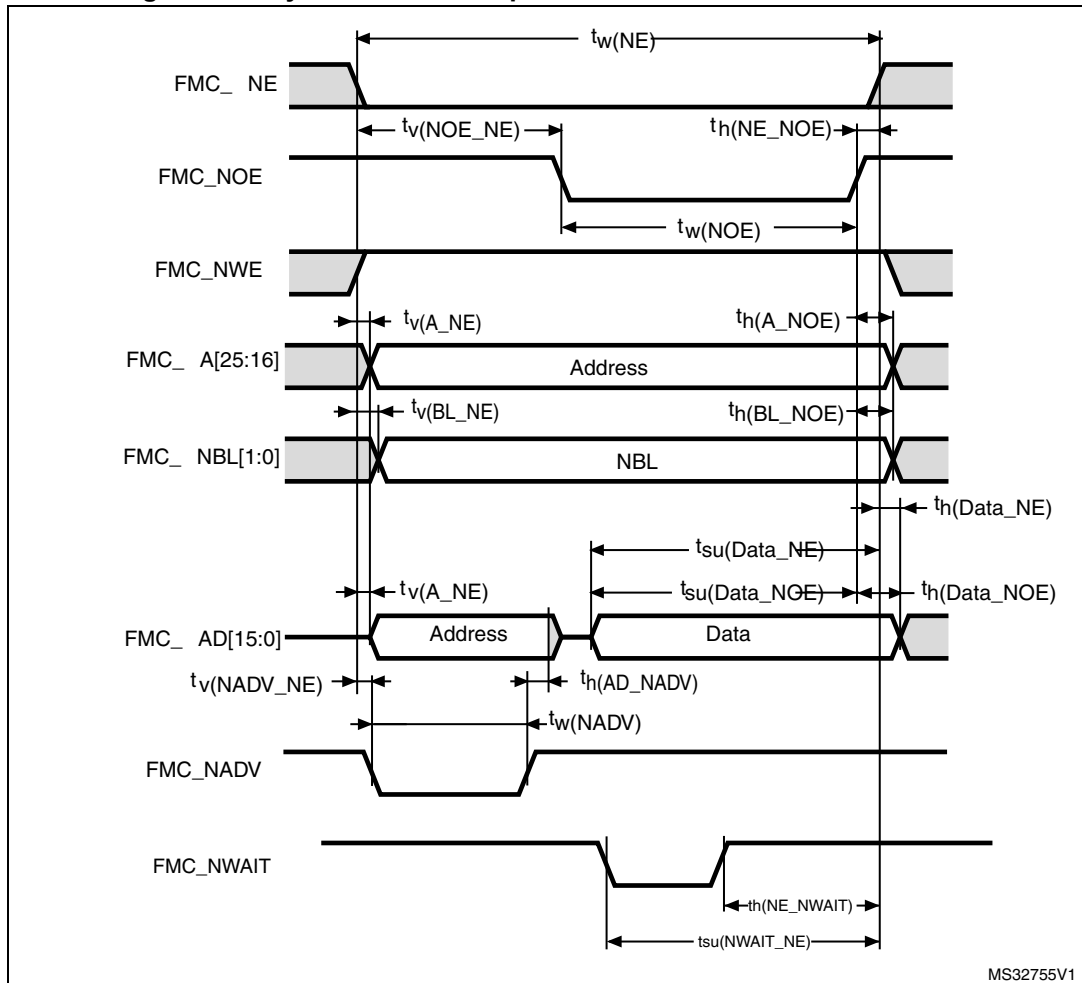 tw(NE)
FMC_ NE
tv(NOE_NE)
th(NE_NOE)
FMC_NOE
tw(NOE)
FMC_NWE
tv(A_NE)
th(A_NOE)
FMC_ A[25:16]
Address
tv(BL_NE)
th(BL_NOE)
FMC_ NBL[1:0]
NBL
th(Data_NE)
tsu(Data_NE)
tv(A_NE)
tsu(Data_NOE)
th(Data_NOE)
FMC_ AD[15:0]
Address
Data
tv(NADV_NE)
th(AD_NADV)
tw(NADV)
FMC_NADV
FMC_NWAIT
th(NE_NWAIT)
tsu(NWAIT_NE)
MS32755V1